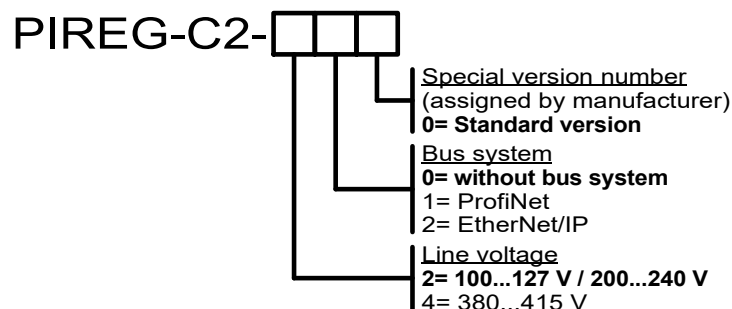 PIREG-C2-
Special version number
(assigned by manufacturer)
0= Standard version
Bus system
0= without bus system
1= ProfiNet
2= EtherNet/IP
Line voltage
2= 100...127 V / 200...240 V
4= 380...415 V